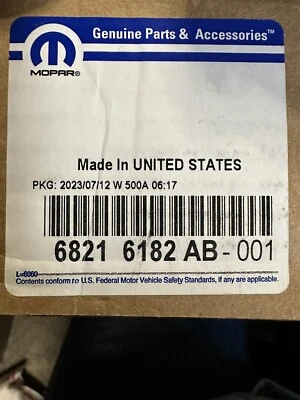 Genuine Parts & Accessories™
MOPAR®
Made In UNITED STATES
PKG: 2023/07/12 W 500A 06:17
6821 6182 AB - 001
L=6060
Contents conform to U.S. Federal Motor Vehicle Safety Standards, if any are applicable.